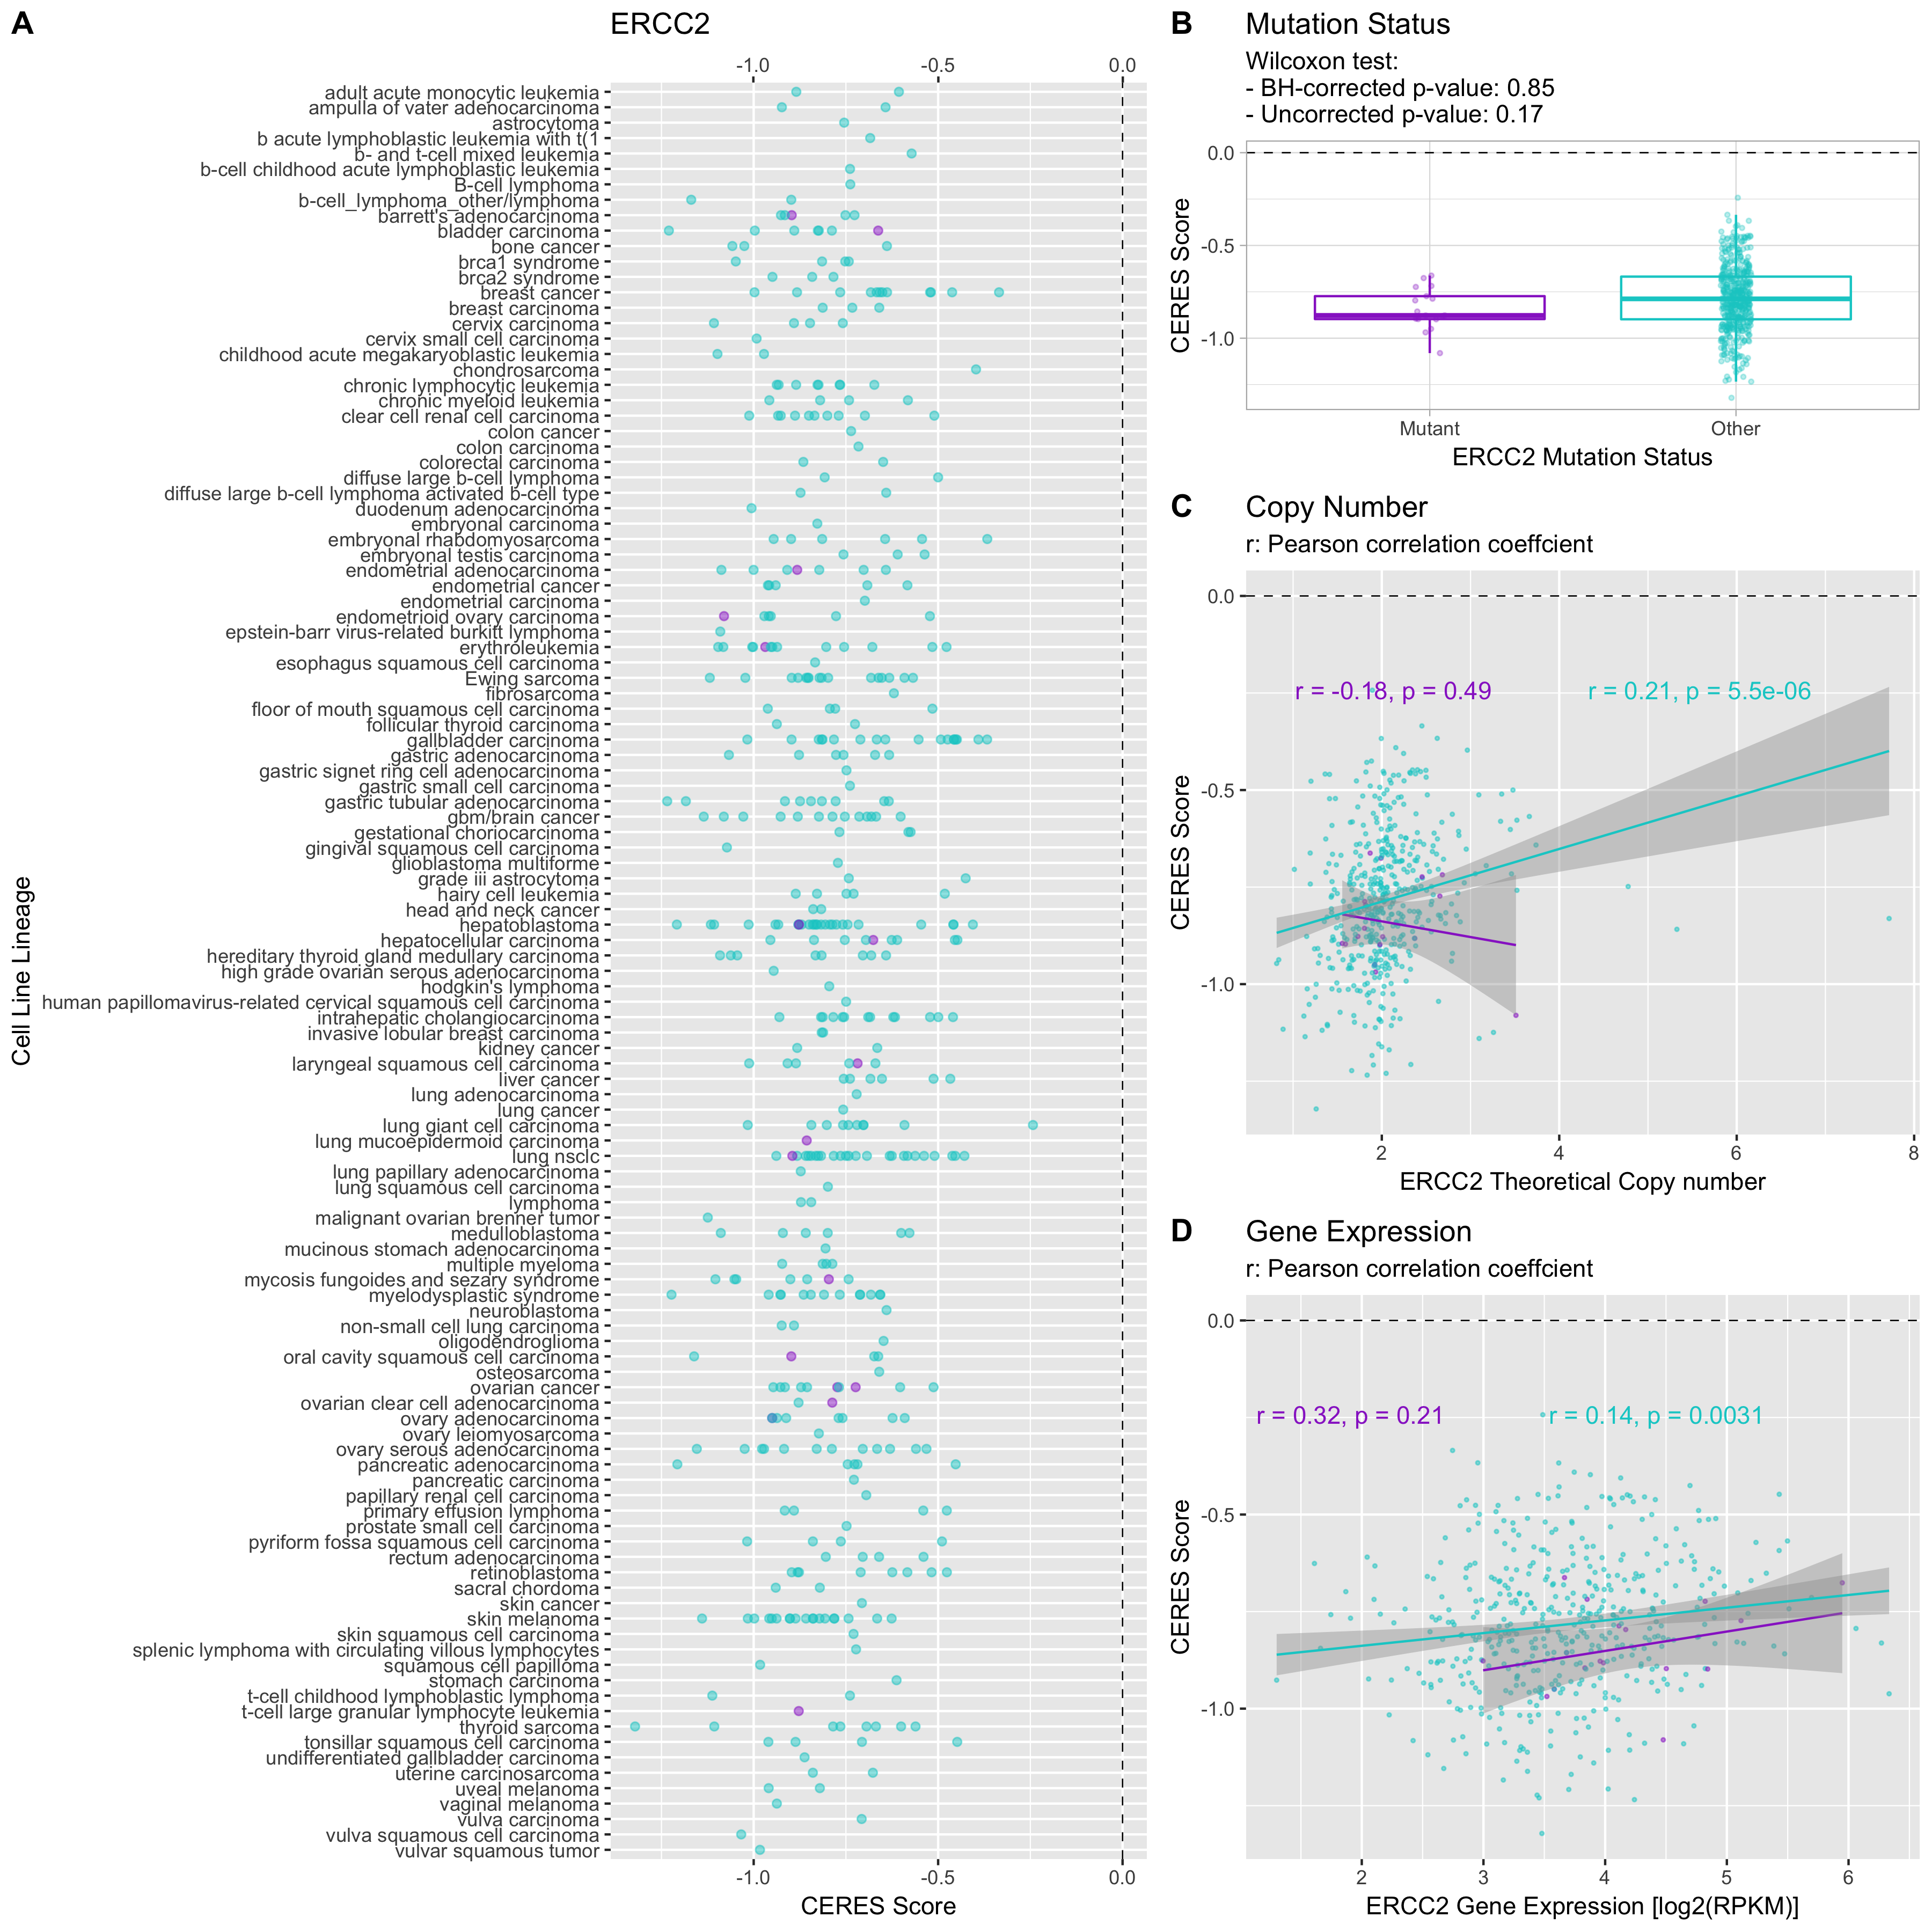 A
ERCC2
-1.0
-0.5
0.0
adult acute monocytic leukemia
ampulla of vater adenocarcinoma
astrocytoma
b acute lymphoblastic leukemia with t(1
b- and t-cell mixed leukemia
b-cell childhood acute lymphoblastic leukemia
B-cell lymphoma
b-cell_lymphoma_other/lymphoma
barrett's adenocarcinoma
bladder carcinoma
bone cancer
brca1 syndrome
brca2 syndrome
breast cancer
breast carcinoma
cervix carcinoma
cervix small cell carcinoma
childhood acute megakaryoblastic leukemia
chondrosarcoma
chronic lymphocytic leukemia
chronic myeloid leukemia
clear cell renal cell carcinoma
colon cancer
colon carcinoma
colorectal carcinoma
diffuse large b-cell lymphoma
diffuse large b-cell lymphoma activated b-cell type
duodenum adenocarcinoma
embryonal carcinoma
embryonal rhabdomyosarcoma
embryonal testis carcinoma
endometrial adenocarcinoma
endometrial cancer
endometrial carcinoma
endometrioid ovary carcinoma
epstein-barr virus-related burkitt lymphoma
erythroleukemia
esophagus squamous cell carcinoma
Ewing sarcoma
fibrosarcoma
floor of mouth squamous cell carcinoma
follicular thyroid carcinoma
gallbladder carcinoma
gastric adenocarcinoma
gastric signet ring cell adenocarcinoma
gastric small cell carcinoma
gastric tubular adenocarcinoma
gbm/brain cancer
gestational choriocarcinoma
gingival squamous cell carcinoma
glioblastoma multiforme
grade iii astrocytoma
hairy cell leukemia
head and neck cancer
hepatoblastoma
hepatocellular carcinoma
hereditary thyroid gland medullary carcinoma
high grade ovarian serous adenocarcinoma
hodgkin's lymphoma
human papillomavirus-related cervical squamous cell carcinoma
intrahepatic cholangiocarcinoma
invasive lobular breast carcinoma
kidney cancer
laryngeal squamous cell carcinoma
liver cancer
lung adenocarcinoma
lung cancer
lung giant cell carcinoma
lung mucoepidermoid carcinoma
lung nsclc
lung papillary adenocarcinoma
lung squamous cell carcinoma
lymphoma
malignant ovarian brenner tumor
medulloblastoma
mucinous stomach adenocarcinoma
multiple myeloma
mycosis fungoides and sezary syndrome
myelodysplastic syndrome
neuroblastoma
non-small cell lung carcinoma
oligodendroglioma
oral cavity squamous cell carcinoma
osteosarcoma
ovarian cancer
ovarian clear cell adenocarcinoma
ovary adenocarcinoma
ovary leiomyosarcoma
ovary serous adenocarcinoma
pancreatic adenocarcinoma
pancreatic carcinoma
papillary renal cell carcinoma
primary effusion lymphoma
prostate small cell carcinoma
pyriform fossa squamous cell carcinoma
rectum adenocarcinoma
retinoblastoma
sacral chordoma
skin cancer
skin melanoma
skin squamous cell carcinoma
splenic lymphoma with circulating villous lymphocytes
squamous cell papilloma
stomach carcinoma
t-cell childhood lymphoblastic lymphoma
t-cell large granular lymphocyte leukemia
thyroid sarcoma
tonsillar squamous cell carcinoma
undifferentiated gallbladder carcinoma
uterine carcinosarcoma
uveal melanoma
vaginal melanoma
vulva carcinoma
vulva squamous cell carcinoma
vulvar squamous tumor
Cell Line Lineage
-1.0
-0.5
0.0
CERES Score
B
Mutation Status
Wilcoxon test:
- BH-corrected p-value: 0.85
- Uncorrected p-value: 0.17
0.0
-0.5
-1.0
CERES Score
Mutant
Other
ERCC2 Mutation Status
C
Copy Number
r: Pearson correlation coeffcient
0.0
-0.5
-1.0
CERES Score
r = -0.18, p = 0.49
r = 0.21, p = 5.5e-06
2
4
6
8
ERCC2 Theoretical Copy number
D
Gene Expression
r: Pearson correlation coeffcient
0.0
-0.5
-1.0
CERES Score
r = 0.32, p = 0.21
r = 0.14, p = 0.0031
2
3
4
5
6
ERCC2 Gene Expression [log2(RPKM)]